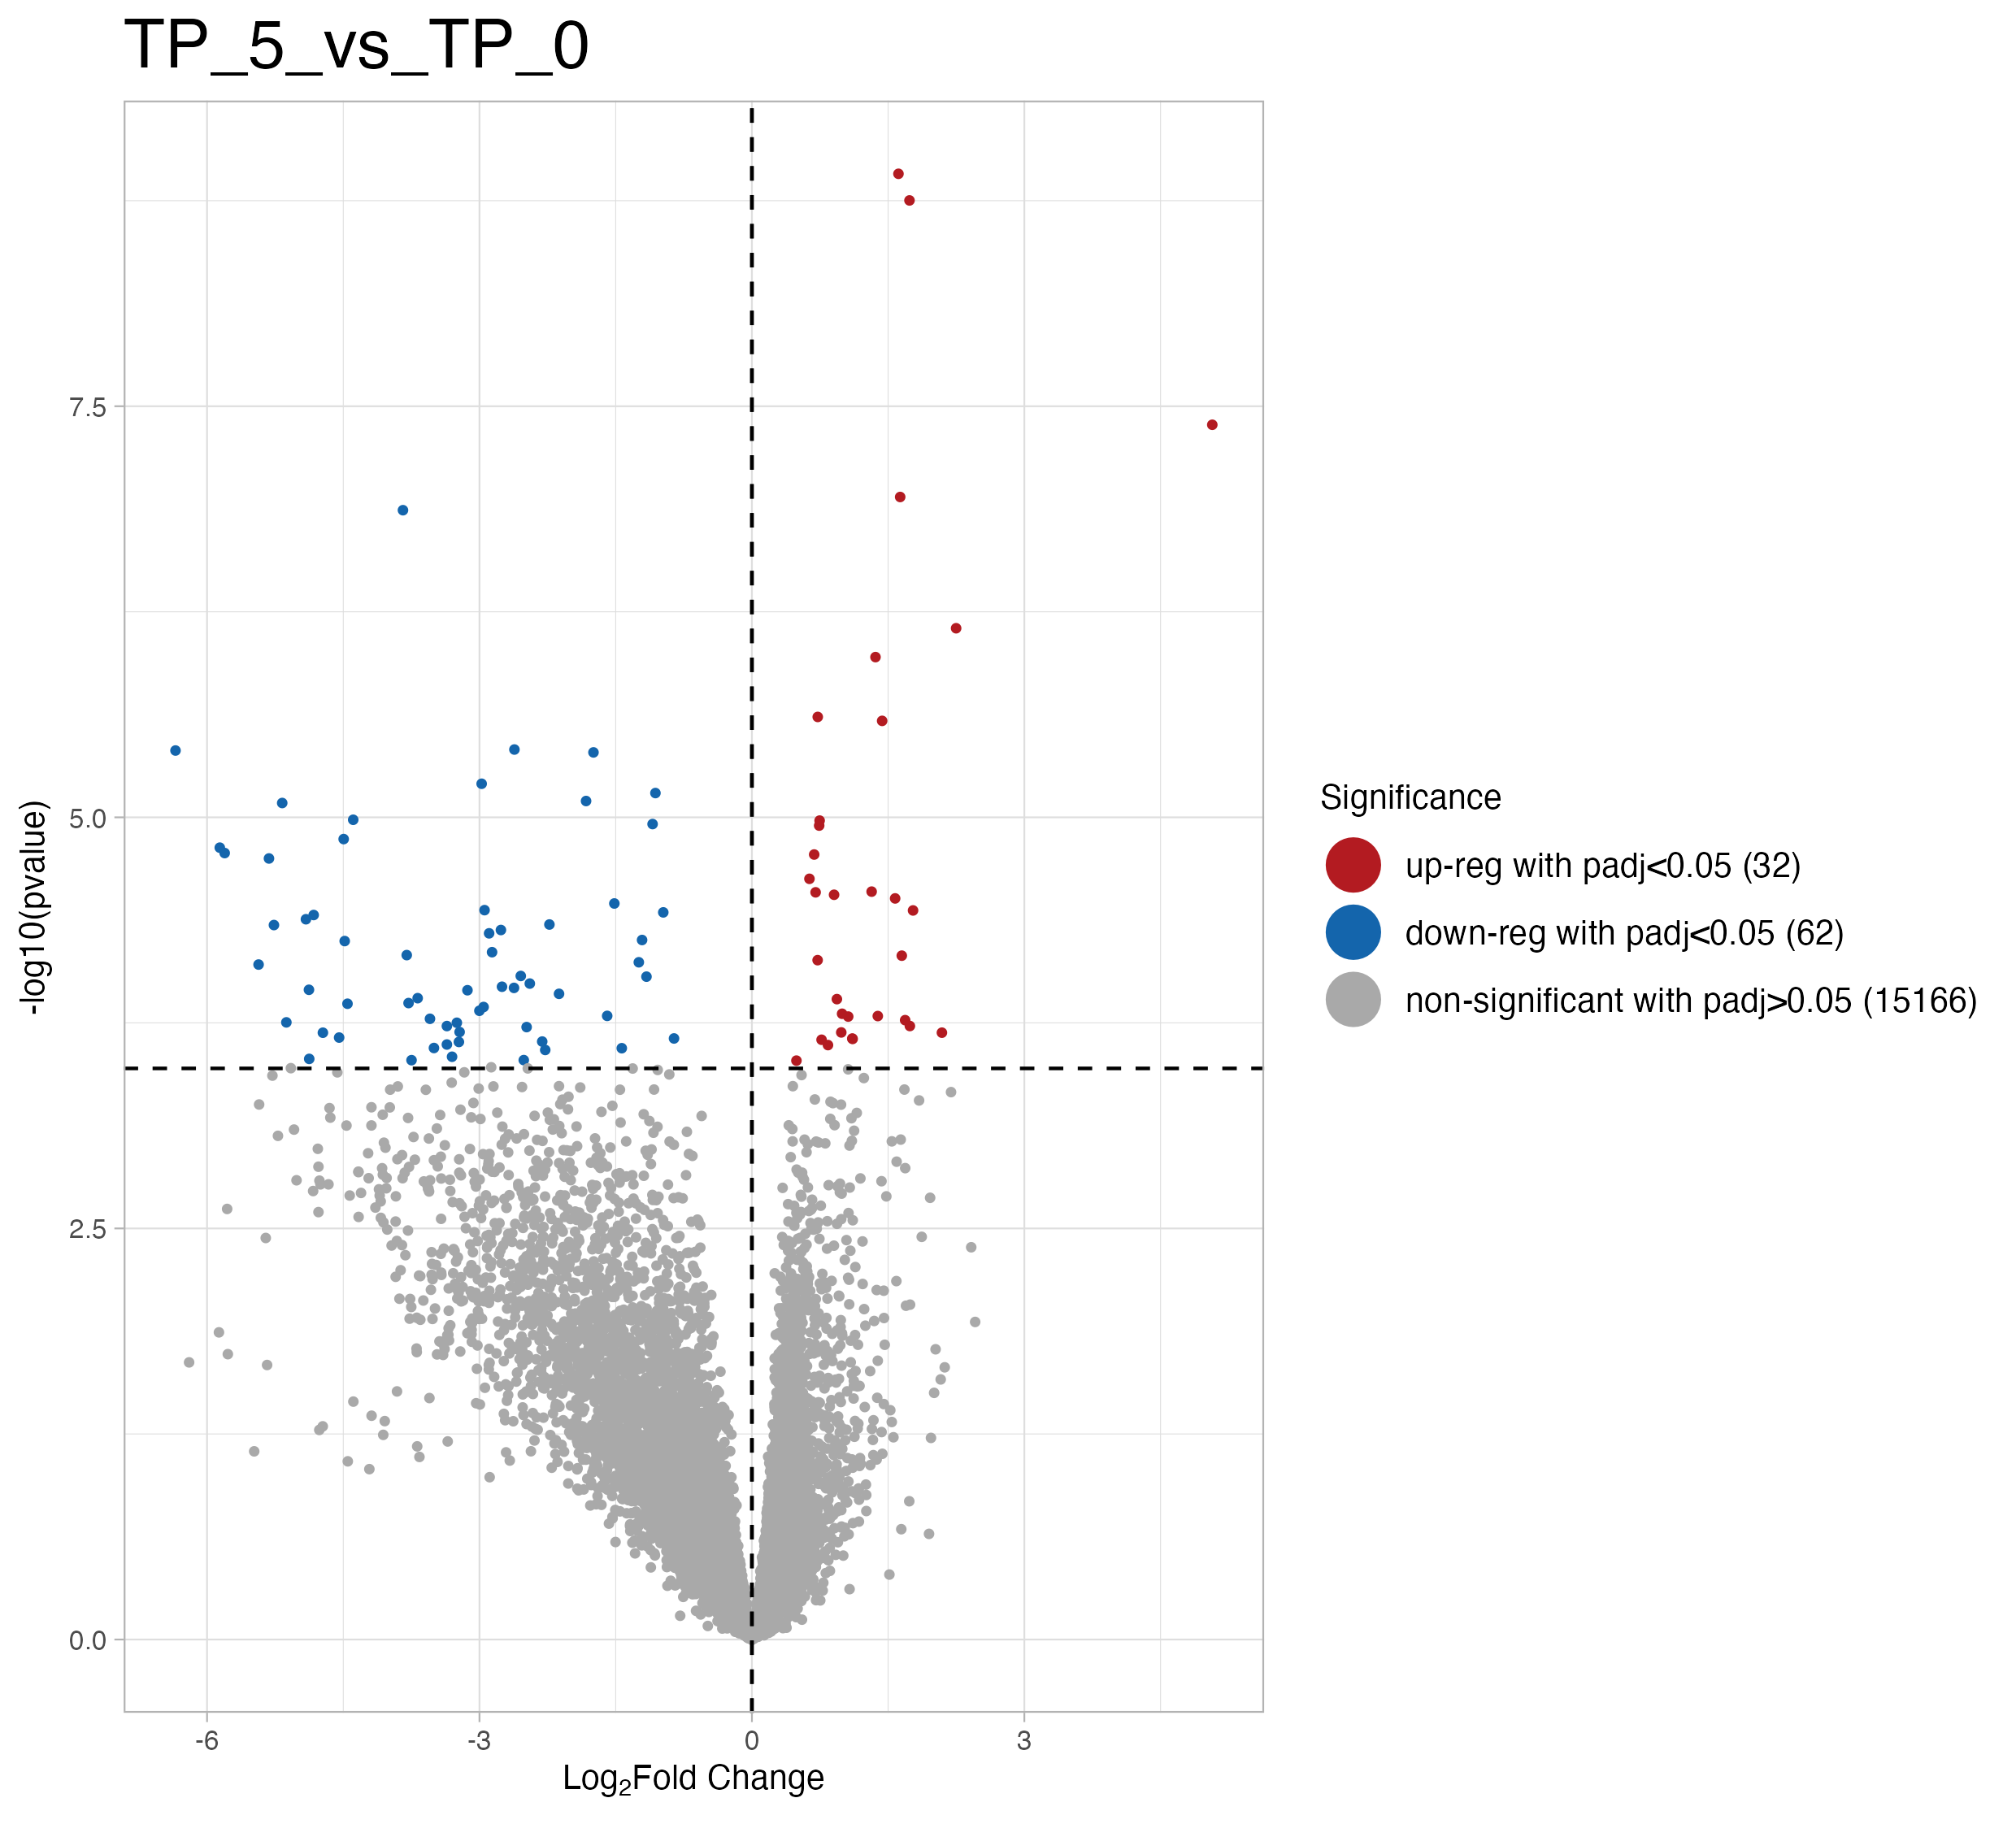 TP_5_vs_TP_0
-log10(pvalue)
7.5
5.0
2.5
0.0
-6
-3
0
3
Log₂Fold Change
Significance
up-reg with padj<0.05 (32)
down-reg with padj<0.05 (62)
non-significant with padj>0.05 (15166)